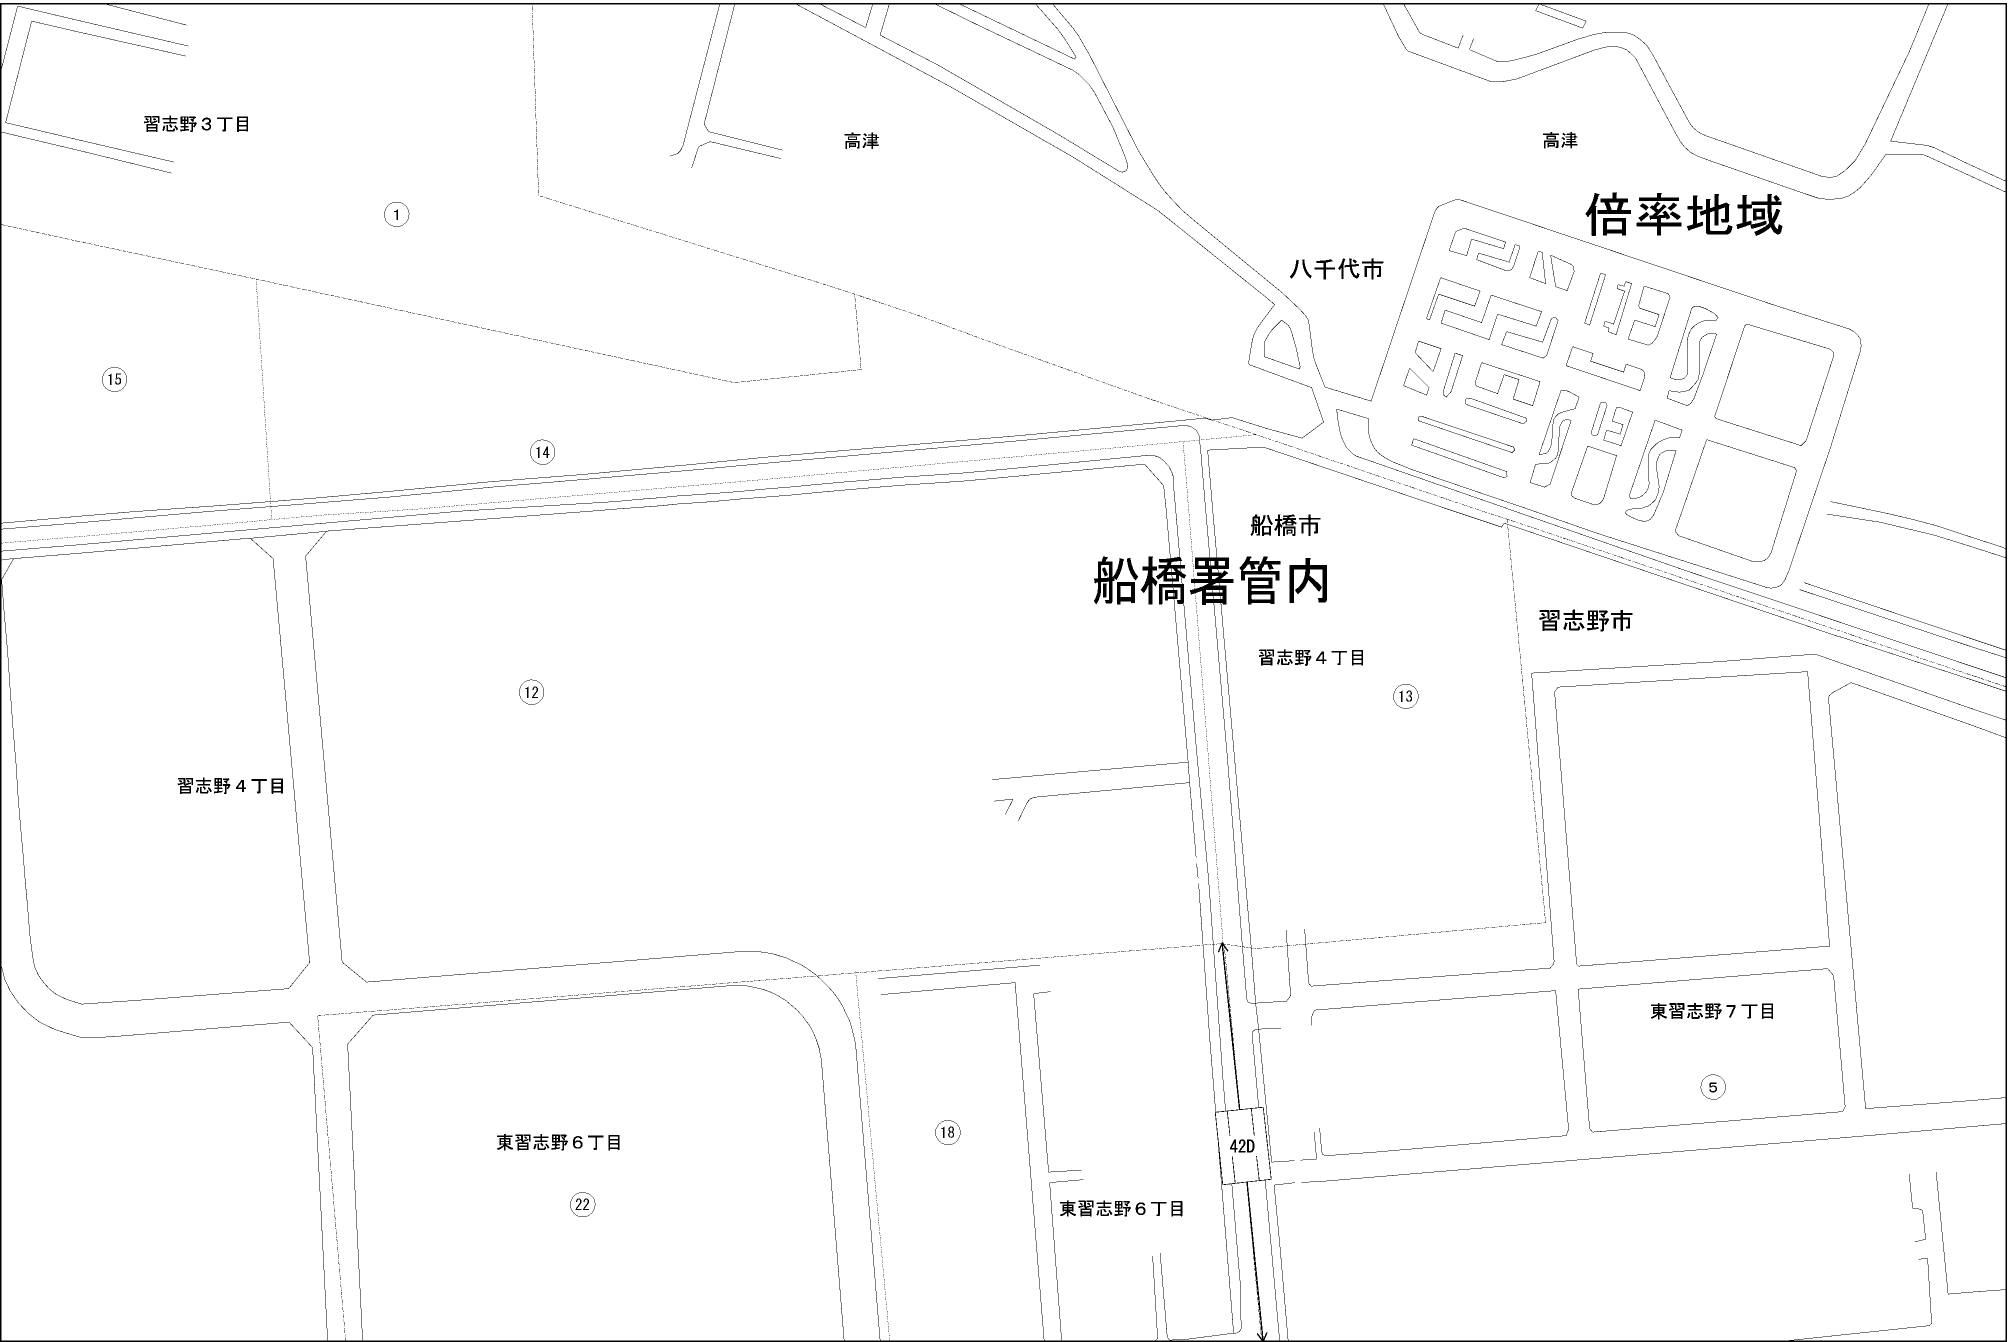 習志野３丁目
高津
高津
①
倍率地域
八千代市
⑮
⑭
船橋市
船橋署管内
習志野市
習志野４丁目
⑫
⑬
習志野４丁目
東習志野７丁目
⑤
⑱
東習志野６丁目
42D
㉒
東習志野６丁目